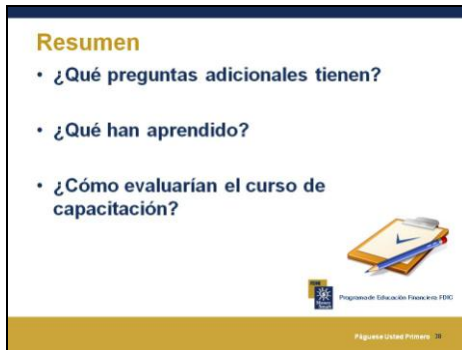 Resumen
• ¿Qué preguntas adicionales tienen?
• ¿Qué han aprendido?
• ¿Cómo evaluarían el curso de
capacitación?
Programa de Educación Financiera FDIC
Páguese Usted Primero